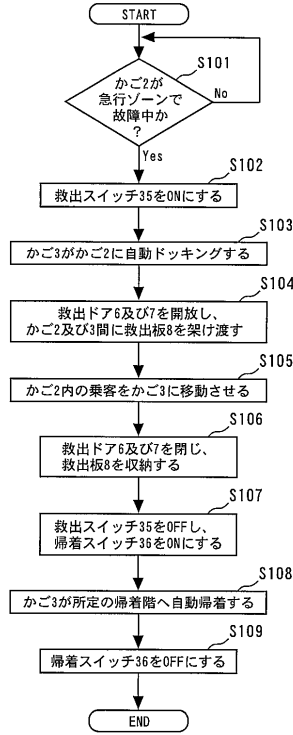 START
S101
かご2が
急行ゾーンで
故障中か
?
No
Yes
S102
救出スイッチ35をONにする
S103
かご3がかご2に自動ドッキングする
S104
救出ドア6及び7を開放し、
かご2及び3間に救出板8を架け渡す
S105
かご2内の乗客をかご3に移動させる
S106
救出ドア6及び7を閉じ、
救出板8を収納する
S107
救出スイッチ35をOFFし、
帰着スイッチ36をONにする
S108
かご3が所定の帰着階へ自動帰着する
S109
帰着スイッチ36をOFFにする
END